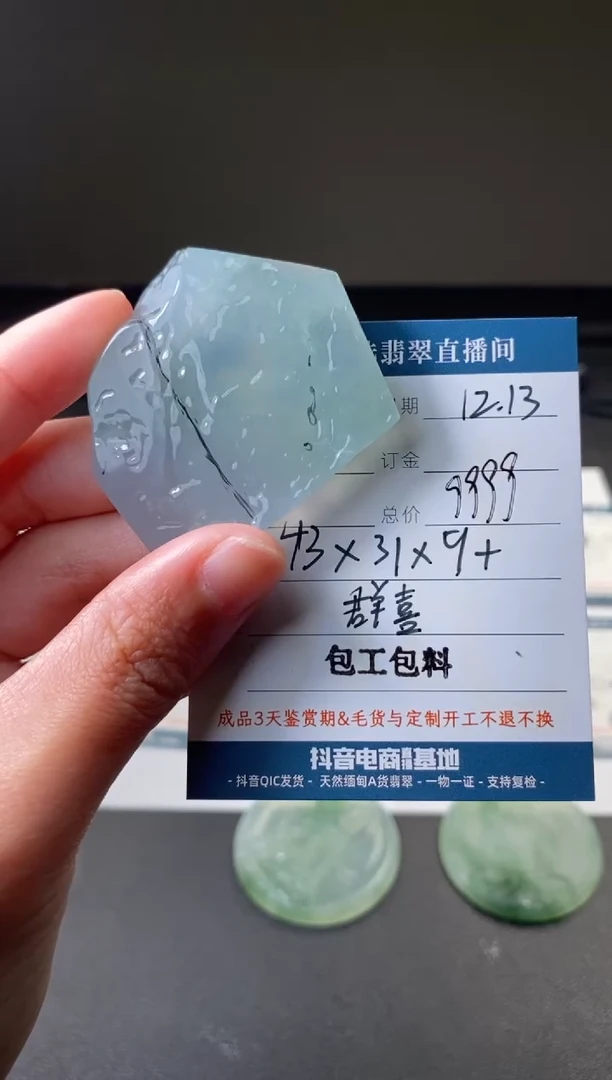 翡翠直播间
期 12.13
订金
总价 9999
43×31×9+
群喜
包工包料
成品3天鉴赏期&毛货与定制开工不退不换
抖音电商基地
- 抖音QIC发货 - 天然缅甸A货翡翠 - 一物一证 - 支持复检 -